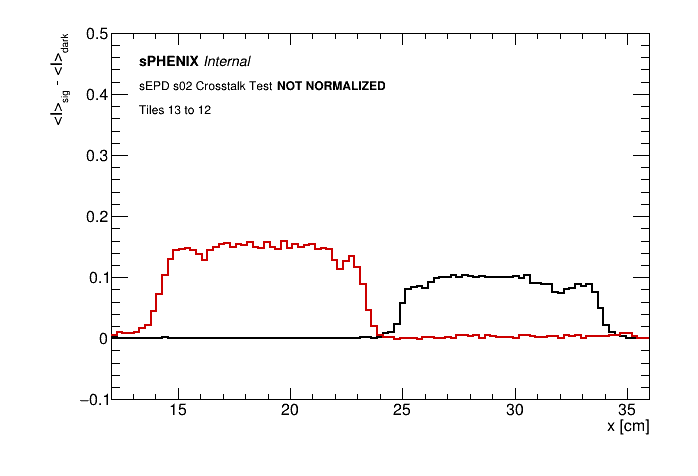 <I>sig - <I>dark
0.5
0.4
0.3
0.2
0.1
0
−0.1
sPHENIX Internal
sEPD s02 Crosstalk Test NOT NORMALIZED
Tiles 13 to 12
15 20 25 30 35
x [cm]